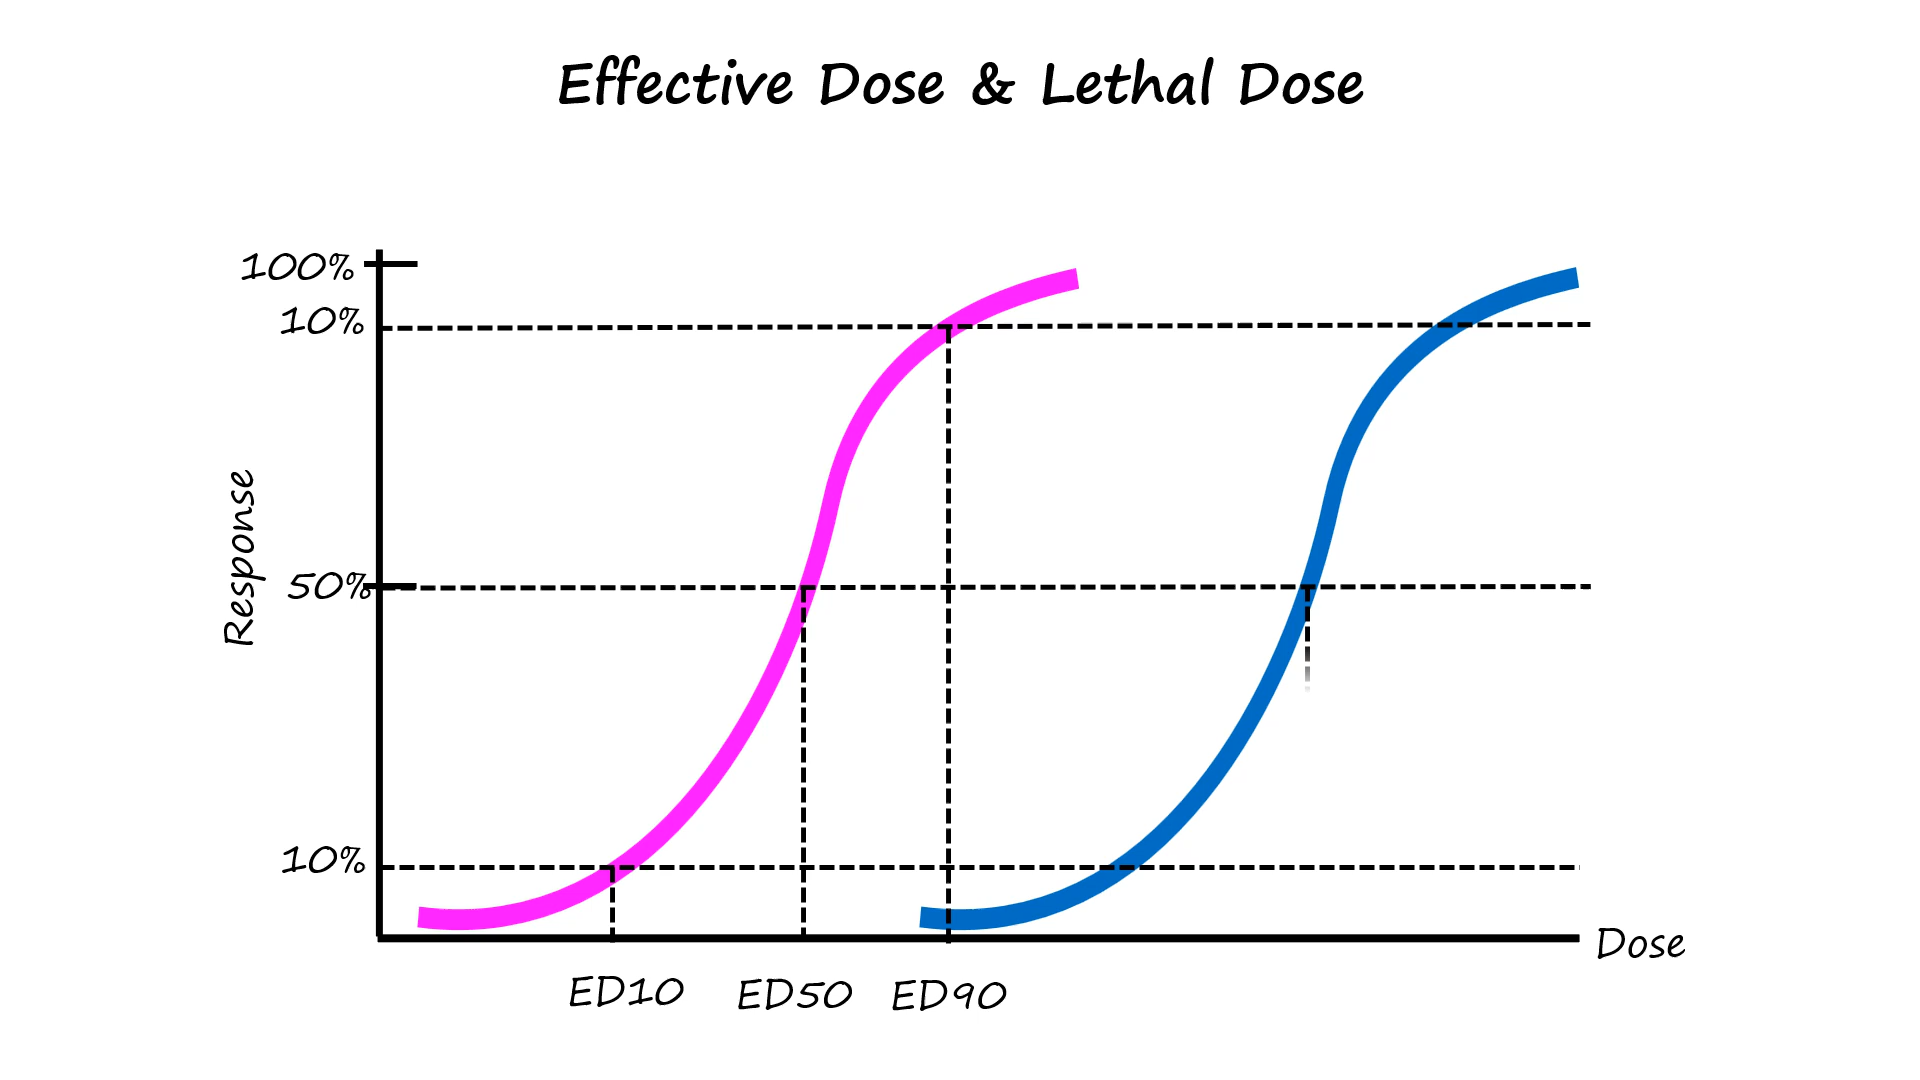 Effective Dose & Lethal Dose
100%
10%
Response
50%
10%
Dose
ED10 ED50 ED90